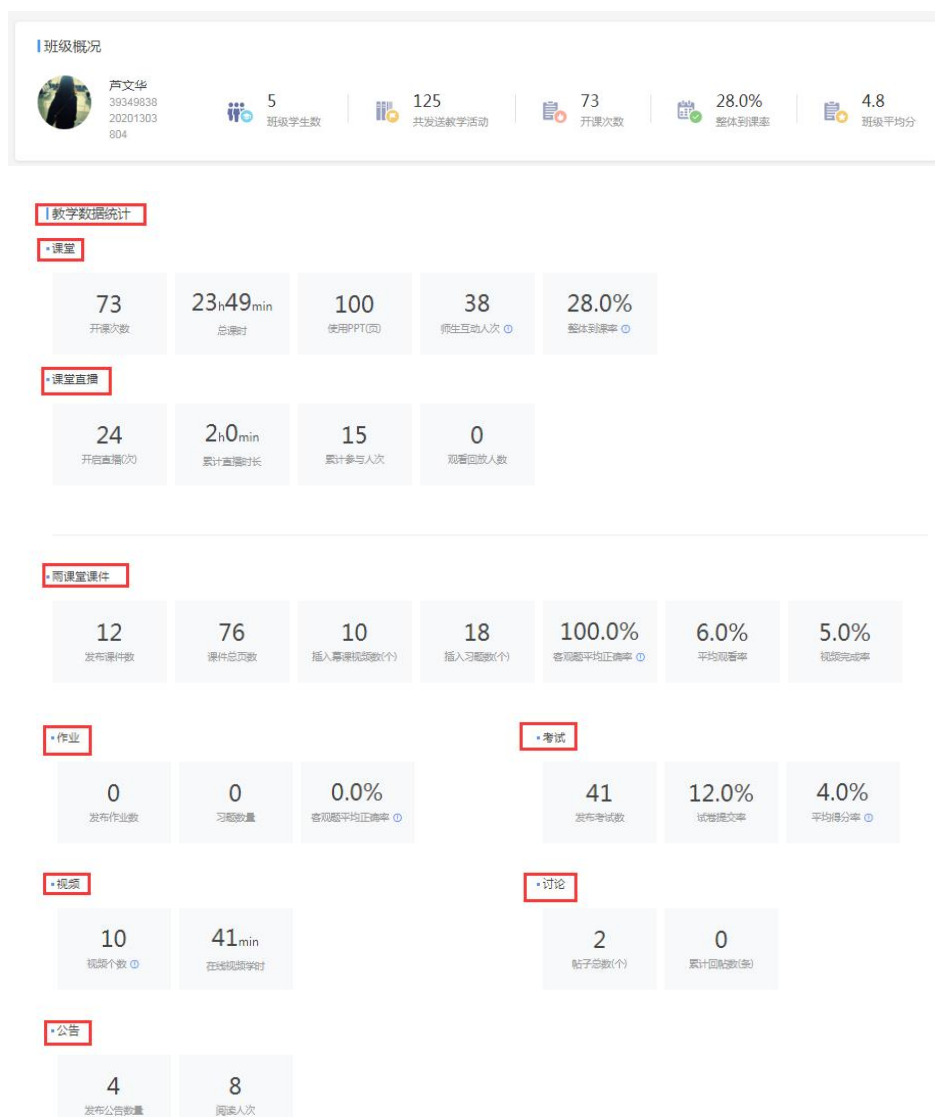 班级概况
芦文华
39349838
20201303
804
5
班级学生数
125
共发送教学活动
73
开课次数
28.0%
整体到课率
4.8
班级平均分
教学数据统计
课堂
73
开课次数
23h49min
总课时
100
使用PPT(页)
38
师生互动人次
28.0%
整体到课率
课堂直播
24
开启直播(次)
2h0min
累计直播时长
15
累计参与人次
0
观看回放人数
雨课堂课件
12
发布课件数
76
课件总页数
10
插入慕课视频数(个)
18
插入习题数(个)
100.0%
客观题平均正确率
6.0%
平均观看率
5.0%
视频完成率
作业
0
发布作业数
0
习题数量
0.0%
客观题平均正确率
考试
41
发布考试数
12.0%
试卷提交率
4.0%
平均得分率
视频
10
视频个数
41min
在线视频学时
讨论
2
帖子总数(个)
0
累计回帖数(条)
公告
4
发布公告数量
8
阅读人次